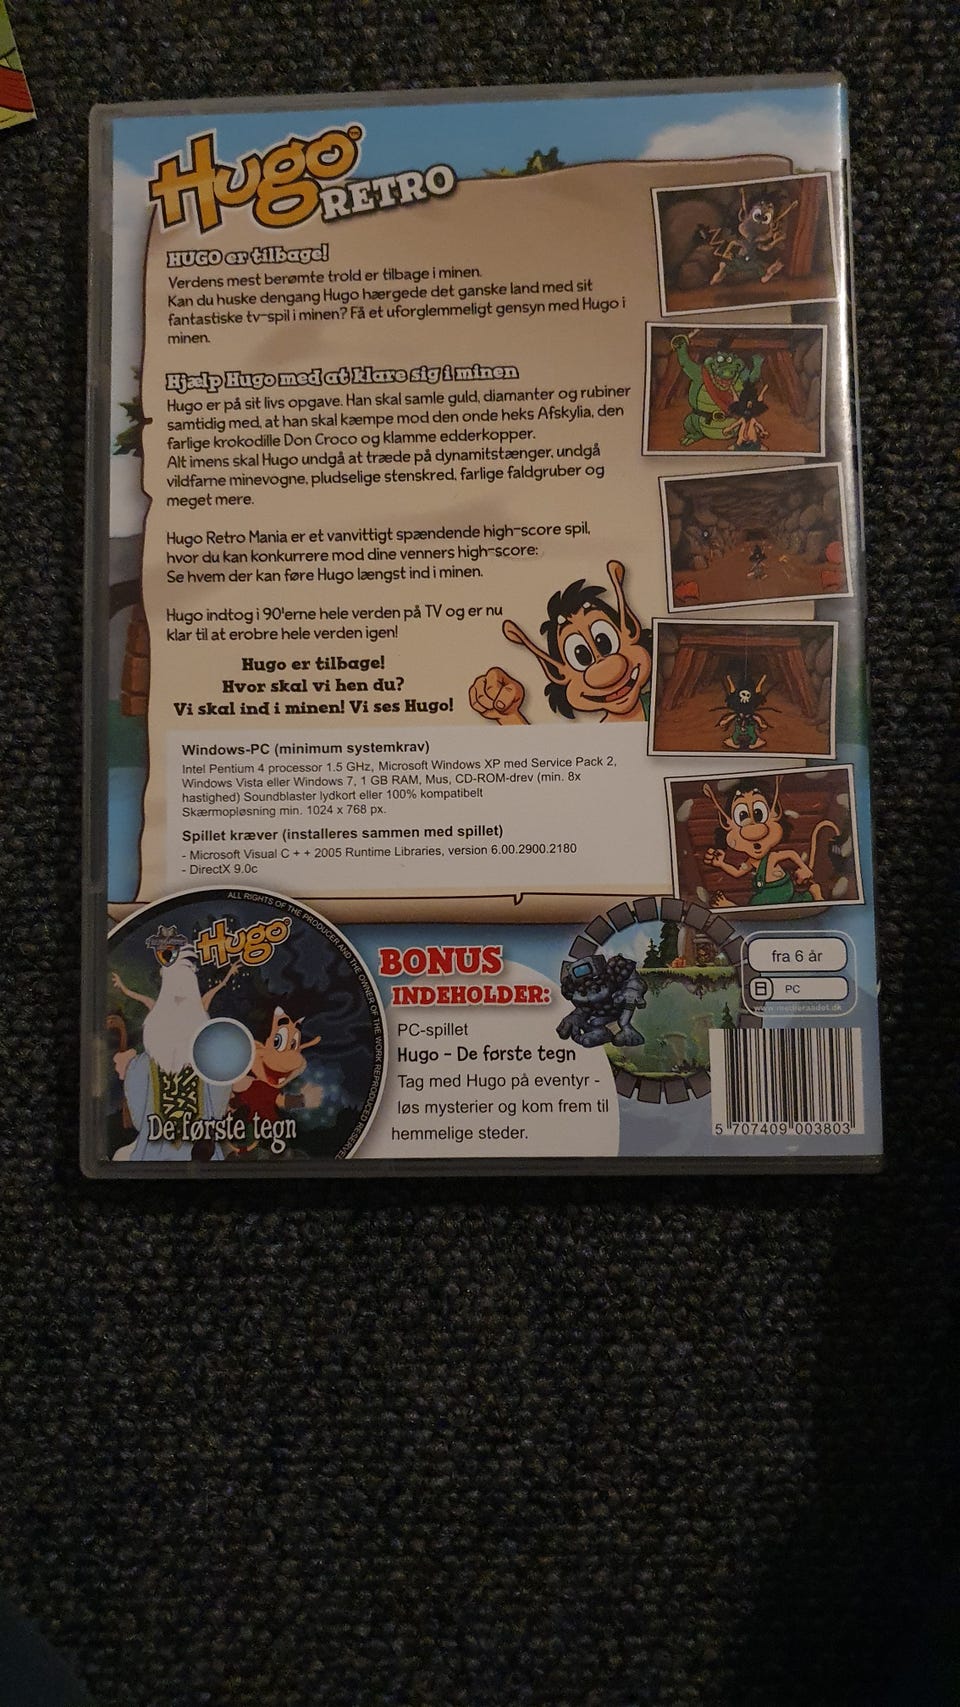 Hugo™
RETRO
HUGO er tilbage!
Verdens mest berømte trold er tilbage i minen.
Kan du huske dengang Hugo hærgede det ganske land med sit
fantastiske tv-spil i minen? Få et uforglemmeligt gensyn med Hugo i
minen.
Hjælp Hugo med at klare sig i minen
Hugo er på sit livs opgave. Han skal samle guld, diamanter og rubiner
samtidig med, at han skal kæmpe mod den onde heks Afskylia, den
farlige krokodille Don Croco og klamme edderkopper.
Alt imens skal Hugo undgå at træde på dynamitstænger, undgå
vildfarne minevogne, pludselige stenskred, farlige faldgruber og
meget mere.
Hugo Retro Mania er et vanvittigt spændende high-score spil,
hvor du kan konkurrere mod dine venners high-score:
Se hvem der kan føre Hugo længst ind i minen.
Hugo indtog i 90'erne hele verden på TV og er nu
klar til at erobre hele verden igen!
Hugo er tilbage!
Hvor skal vi hen du?
Vi skal ind i minen! Vi ses Hugo!
Windows-PC (minimum systemkrav)
Intel Pentium 4 processor 1.5 GHz, Microsoft Windows XP med Service Pack 2,
Windows Vista eller Windows 7, 1 GB RAM, Mus, CD-ROM-drev (min. 8x
hastighed) Soundblaster lydkort eller 100% kompatibelt
Skærmopløsning min. 1024 x 768 px.
Spillet kræver (installeres sammen med spillet)
- Microsoft Visual C + + 2005 Runtime Libraries, version 6.00.2900.2180
- DirectX 9.0c
ALL RIGHTS OF THE PRODUCER AND THE OWNER OF THE WORK REPRODUCED RESERVE
Hugo
De første tegn
BONUS
INDEHOLDER:
PC-spillet
Hugo - De første tegn
Tag med Hugo på eventyr -
løs mysterier og kom frem til
hemmelige steder.
fra 6 år
PC
www.medieraadet.dk
5 707409 003803